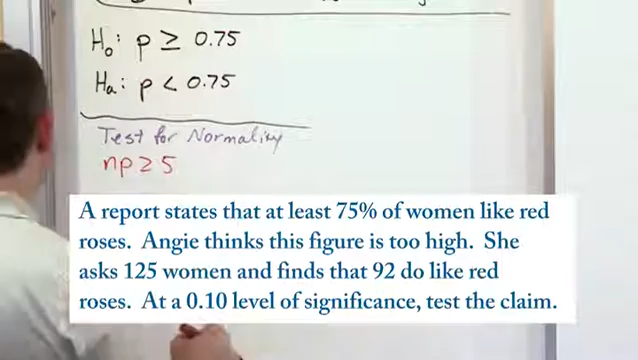 H₀: p ≥ 0.75
Hₐ: p < 0.75
Test for Normality
np ≥ 5
A report states that at least 75% of women like red
roses. Angie thinks this figure is too high. She
asks 125 women and finds that 92 do like red
roses. At a 0.10 level of significance, test the claim.